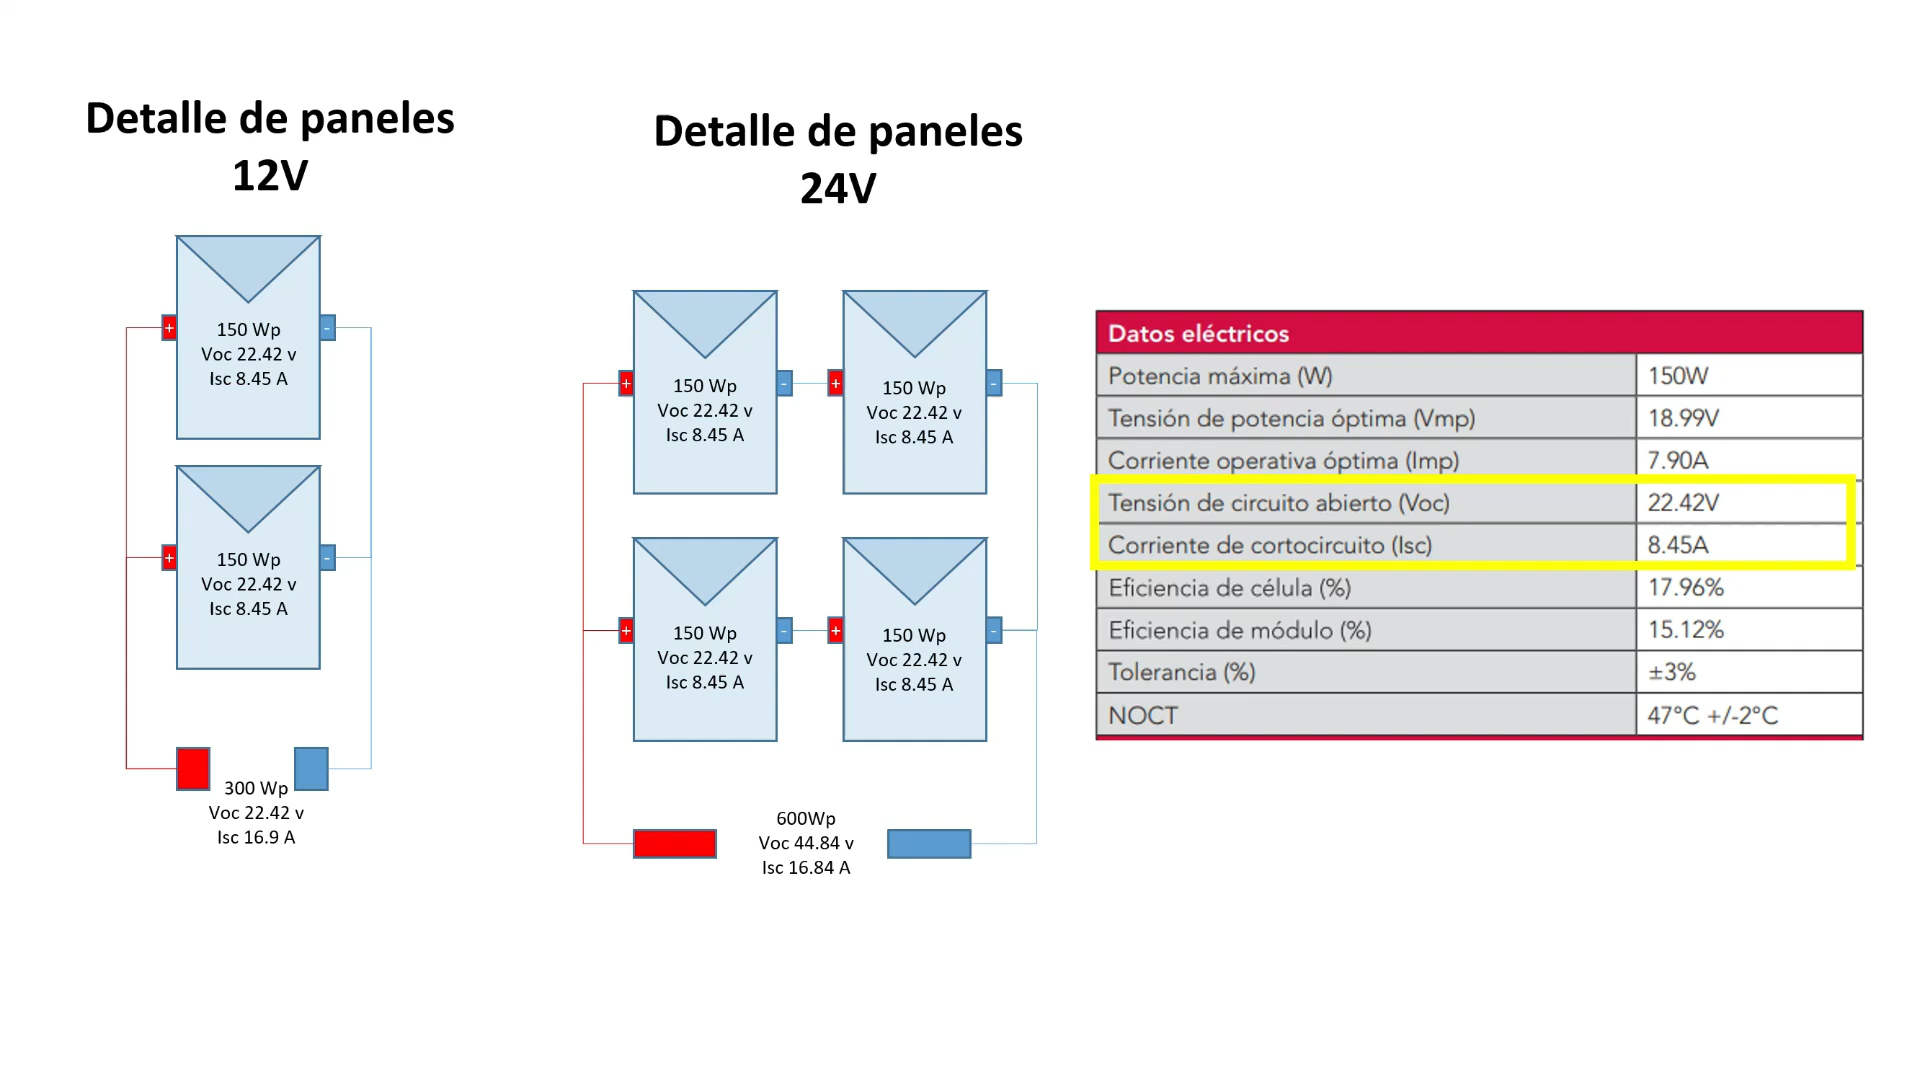 Detalle de paneles
12V
+
-
150 Wp
Voc 22.42 v
Isc 8.45 A
+
-
150 Wp
Voc 22.42 v
Isc 8.45 A
300 Wp
Voc 22.42 v
Isc 16.9 A
Detalle de paneles
24V
+
150 Wp
Voc 22.42 v
Isc 8.45 A
-
+
150 Wp
Voc 22.42 v
Isc 8.45 A
-
+
150 Wp
Voc 22.42 v
Isc 8.45 A
-
+
150 Wp
Voc 22.42 v
Isc 8.45 A
-
600Wp
Voc 44.84 v
Isc 16.84 A
Datos eléctricos
Potencia máxima (W) 150W
Tensión de potencia óptima (Vmp) 18.99V
Corriente operativa óptima (Imp) 7.90A
Tensión de circuito abierto (Voc) 22.42V
Corriente de cortocircuito (Isc) 8.45A
Eficiencia de célula (%) 17.96%
Eficiencia de módulo (%) 15.12%
Tolerancia (%) ±3%
NOCT 47°C +/-2°C